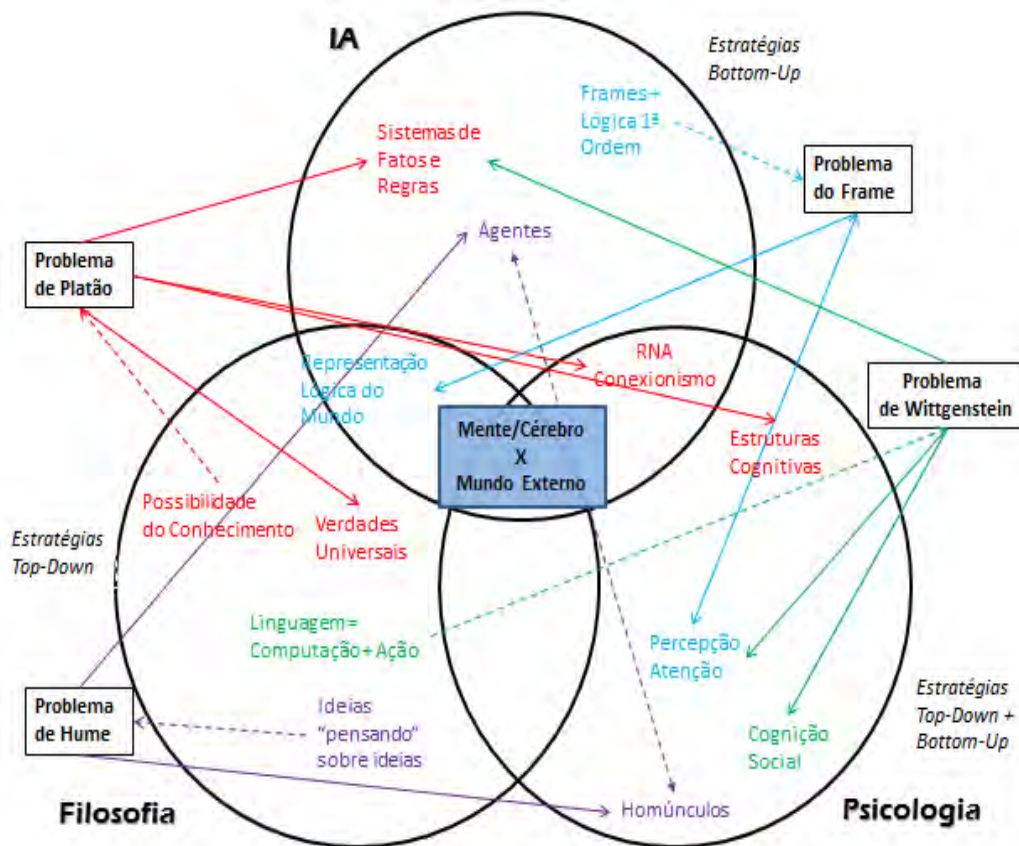 IA
Estratégias
Bottom-Up
Frames+
Lógica 1ª
Ordem
Sistemas de
Fatos e
Regras
Problema
do Frame
Agentes
Problema
de Platão
Representação
Lógica do
Mundo
RNA
Conexionismo
Problema
de Wittgenstein
Mente/Cérebro
X
Mundo Externo
Estruturas
Cognitivas
Possibilidade
do Conhecimento
Verdades
Universais
Estratégias
Top-Down
Linguagem=
Computação+Ação
Percepção
Atenção
Problema
de Hume
Ideias
"pensando"
sobre ideias
Estratégias
Top-Down +
Bottom-Up
Cognição
Social
Homúnculos
Filosofia
Psicologia